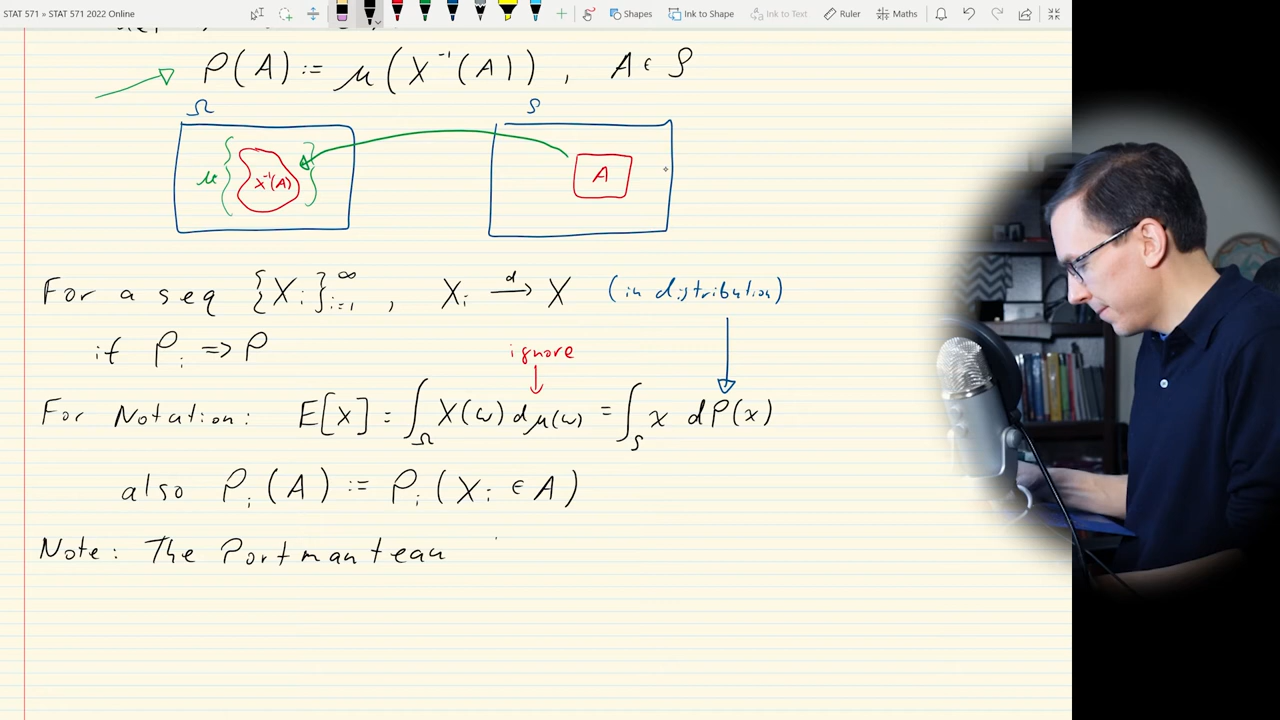 STAT 571 » STAT 571 2022 Online
Shapes Ink to Shape Ink to Text Ruler Maths
P(A) := μ(X⁻¹(A)), A ∈ S
Ω S
μ { X⁻¹(A) } A
For a seq {Xᵢ}ᵢ₌₁^∞, Xᵢ →ᵈ X (in distribution)
if Pᵢ => P
ignore
For Notation: E[X] = ∫_Ω X(ω) dμ(ω) = ∫_S x dP(x)
also Pᵢ(A) := Pᵢ(Xᵢ ∈ A)
Note: The Portmanteau